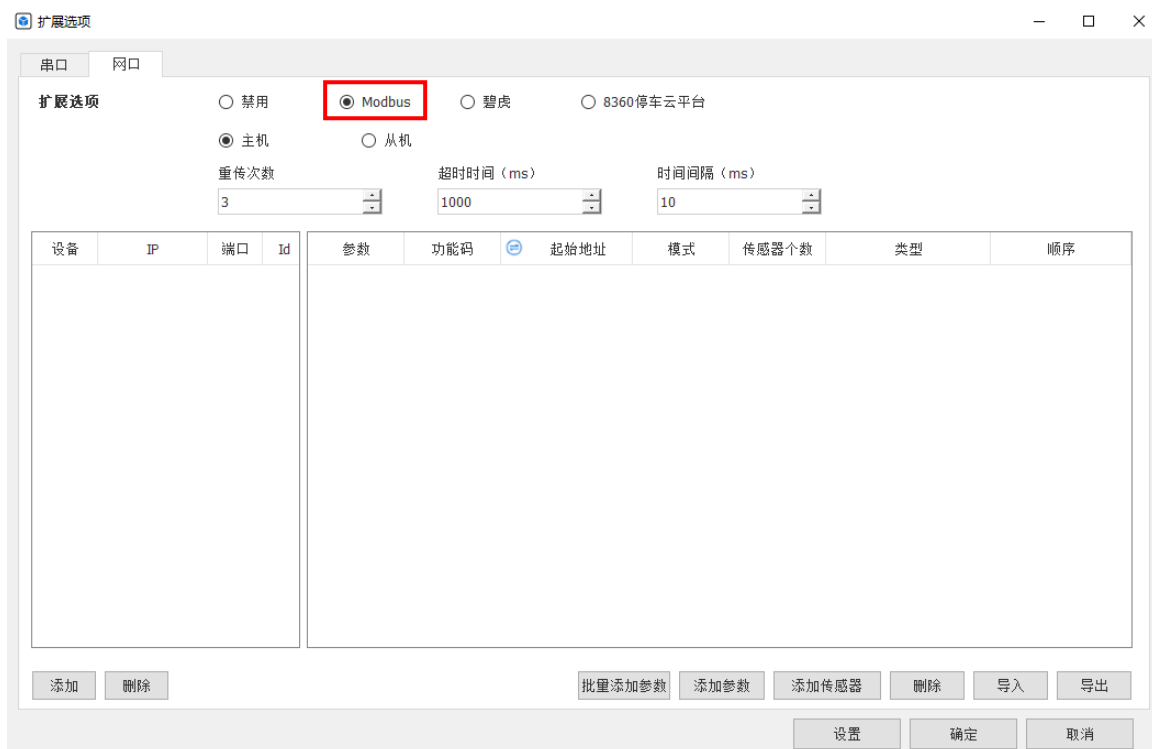 扩展选项
串口 网口
扩展选项 禁用 Modbus 碧虎 8360停车云平台
主机 从机
重传次数 超时时间（ms） 时间间隔（ms）
3 1000 10
设备 IP 端口 Id 参数 功能码 起始地址 模式 传感器个数 类型 顺序
添加 删除 批量添加参数 添加参数 添加传感器 删除 导入 导出
设置 确定 取消